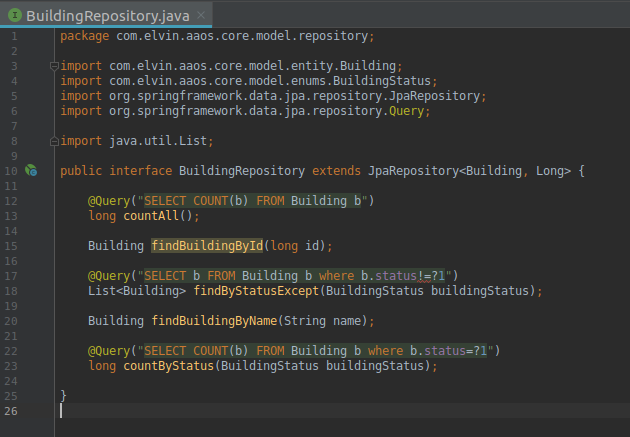 BuildingRepository.java
1 package com.elvin.aaos.core.model.repository;
2
3 import com.elvin.aaos.core.model.entity.Building;
4 import com.elvin.aaos.core.model.enums.BuildingStatus;
5 import org.springframework.data.jpa.repository.JpaRepository;
6 import org.springframework.data.jpa.repository.Query;
7
8 import java.util.List;
9
10 public interface BuildingRepository extends JpaRepository<Building, Long> {
11
12 @Query("SELECT COUNT(b) FROM Building b")
13 long countAll();
14
15 Building findBuildingById(long id);
16
17 @Query("SELECT b FROM Building b where b.status!=?1")
18 List<Building> findByStatusExcept(BuildingStatus buildingStatus);
19
20 Building findBuildingByName(String name);
21
22 @Query("SELECT COUNT(b) FROM Building b where b.status=?1")
23 long countByStatus(BuildingStatus buildingStatus);
24
25 }
26